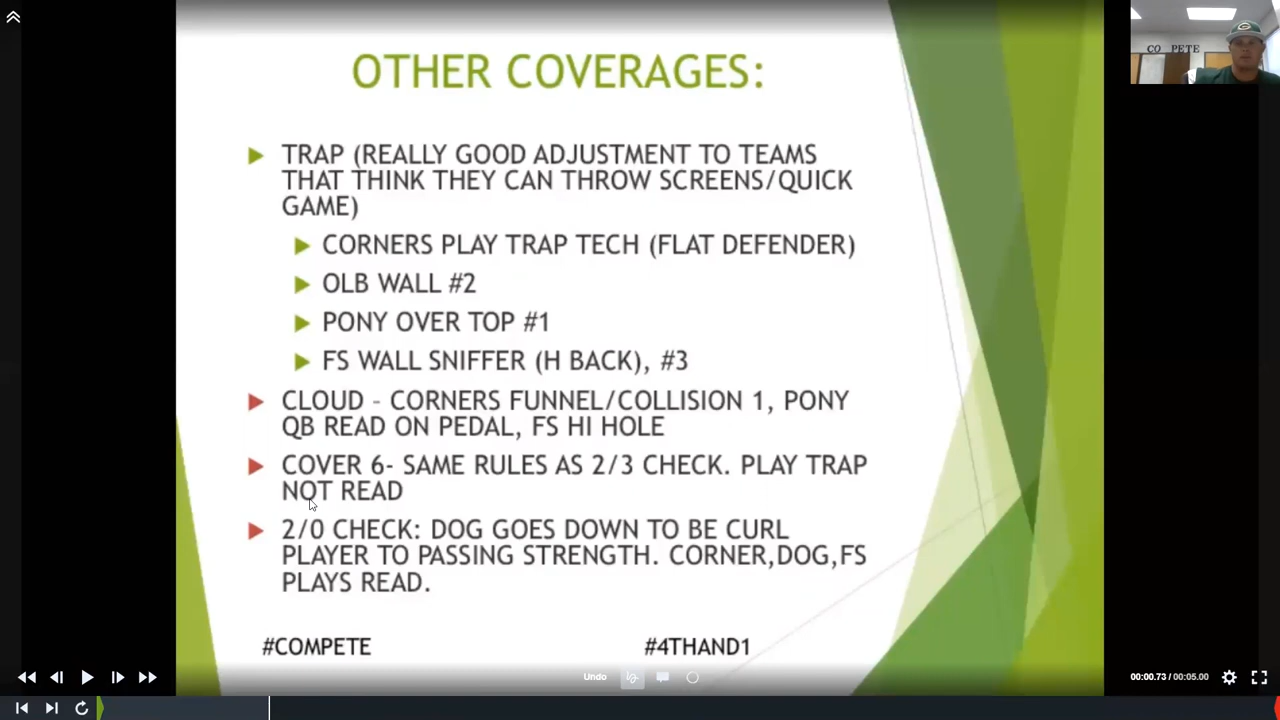 OTHER COVERAGES:
CO PETE
TRAP (REALLY GOOD ADJUSTMENT TO TEAMS
THAT THINK THEY CAN THROW SCREENS/QUICK
GAME)
CORNERS PLAY TRAP TECH (FLAT DEFENDER)
OLB WALL #2
PONY OVER TOP #1
FS WALL SNIFFER (H BACK), #3
CLOUD – CORNERS FUNNEL/COLLISION 1, PONY
QB READ ON PEDAL, FS HI HOLE
COVER 6- SAME RULES AS 2/3 CHECK. PLAY TRAP
NOT READ
2/0 CHECK: DOG GOES DOWN TO BE CURL
PLAYER TO PASSING STRENGTH. CORNER,DOG,FS
PLAYS READ.
#COMPETE #4THAND1
Undo 00:00.73 / 00:05.00